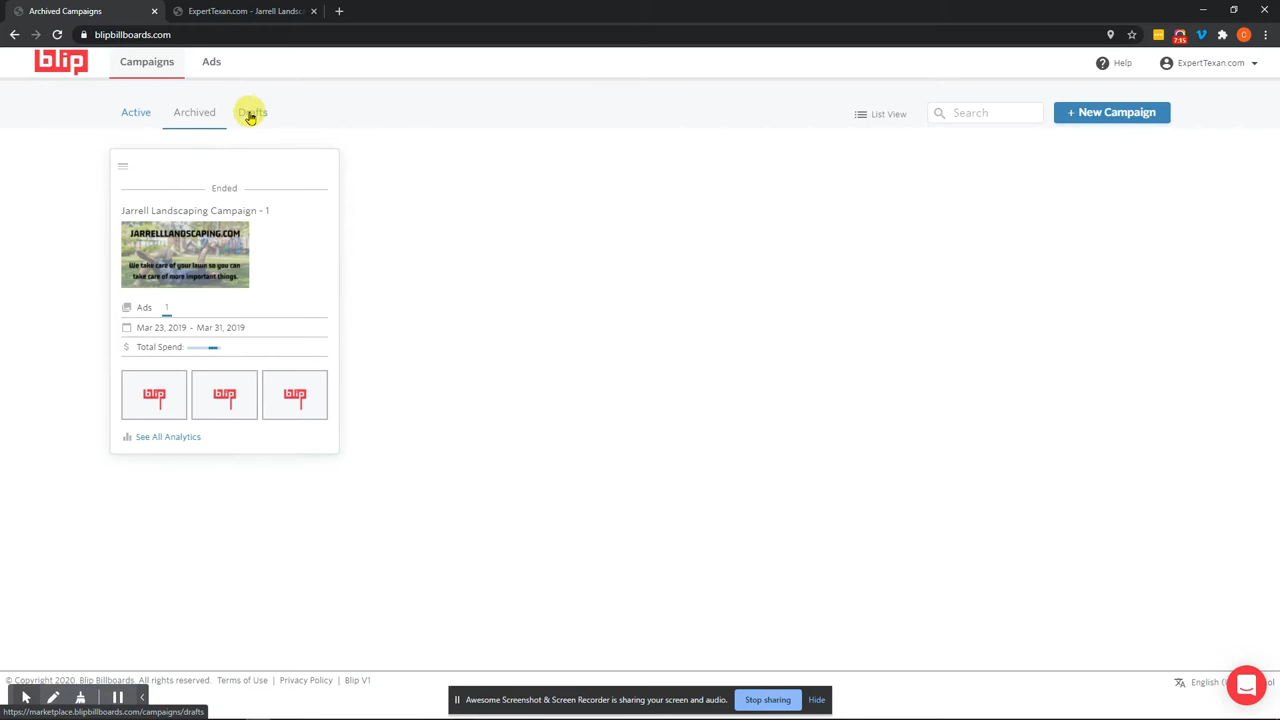 Archived Campaigns
ExpertTexan.com - Jarrell Landsc
blipbillboards.com
7:15
C
blip
Campaigns
Ads
Help
ExpertTexan.com
Active
Archived
Drafts
List View
Search
+ New Campaign
Ended
Jarrell Landscaping Campaign - 1
JARRELLLANDSCAPING.COM
We take care of your lawn so you can
take care of more important things.
Ads 1
Mar 23, 2019 - Mar 31, 2019
$ Total Spend:
blip
blip
blip
See All Analytics
© Copyright 2020, Blip Billboards. All rights reserved. Terms of Use | Privacy Policy | Blip V1
English
Awesome Screenshot & Screen Recorder is sharing your screen and audio.
Stop sharing
Hide
https://marketplace.blipbillboards.com/campaigns/drafts